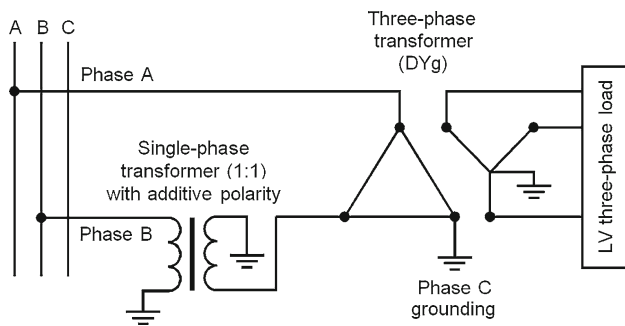 A B C
Phase A
Three-phase
transformer
(DYg)
Single-phase
transformer (1:1)
with additive polarity
Phase B
Phase C
grounding
LV three-phase load